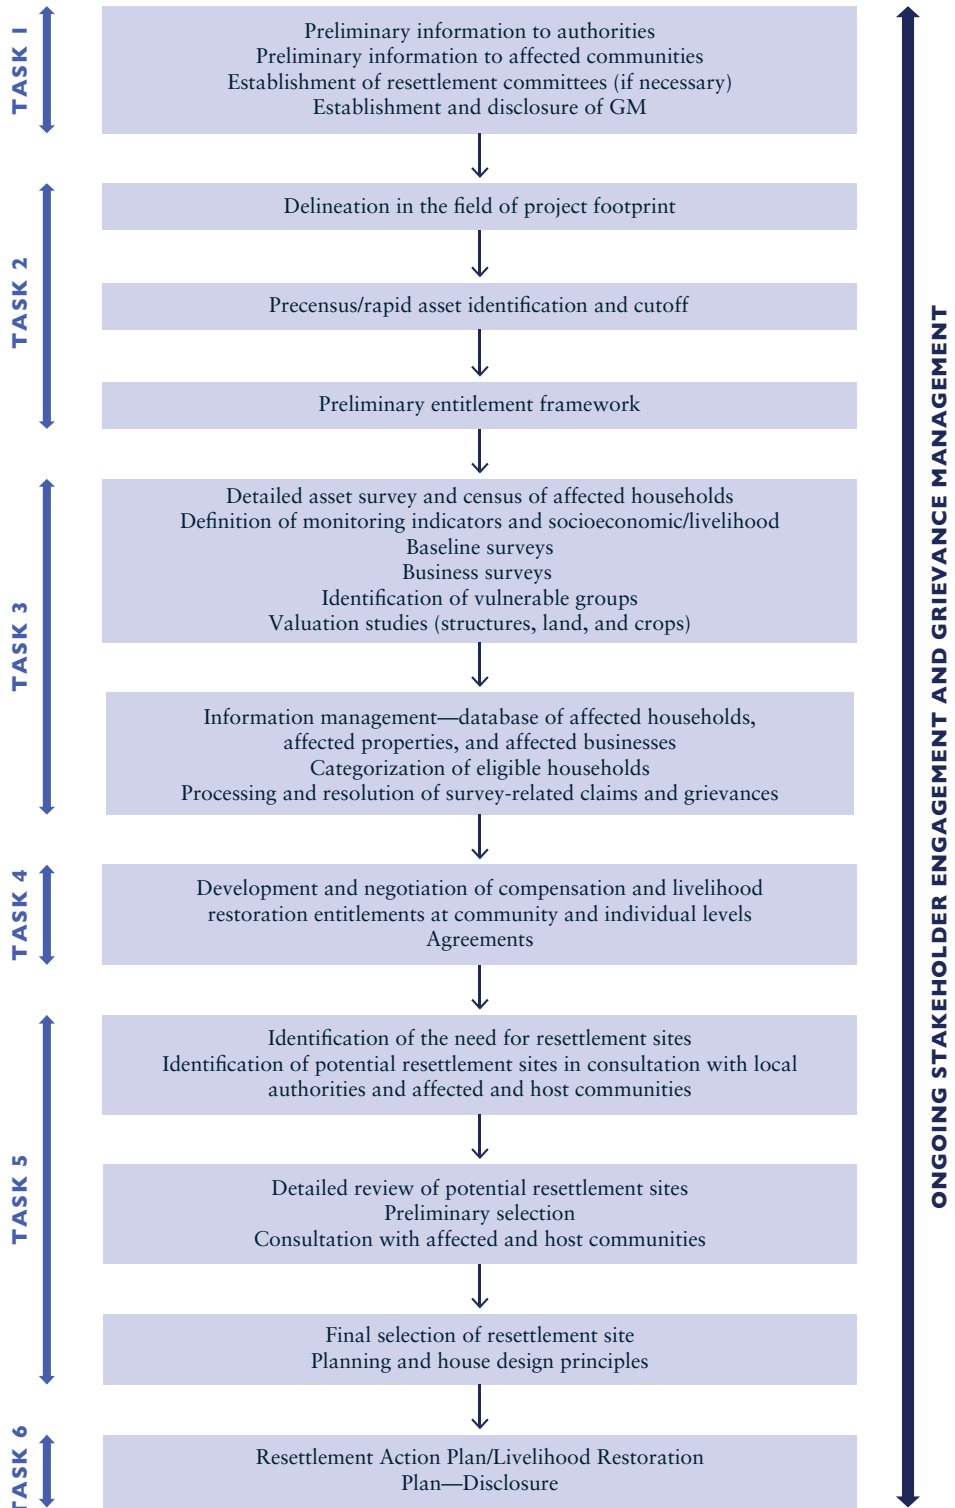 TASK 1
Preliminary information to authorities
Preliminary information to affected communities
Establishment of resettlement committees (if necessary)
Establishment and disclosure of GM
TASK 2
Delineation in the field of project footprint
Precensus/rapid asset identification and cutoff
Preliminary entitlement framework
TASK 3
Detailed asset survey and census of affected households
Definition of monitoring indicators and socioeconomic/livelihood
Baseline surveys
Business surveys
Identification of vulnerable groups
Valuation studies (structures, land, and crops)
Information management—database of affected households,
affected properties, and affected businesses
Categorization of eligible households
Processing and resolution of survey-related claims and grievances
TASK 4
Development and negotiation of compensation and livelihood
restoration entitlements at community and individual levels
Agreements
TASK 5
Identification of the need for resettlement sites
Identification of potential resettlement sites in consultation with local
authorities and affected and host communities
Detailed review of potential resettlement sites
Preliminary selection
Consultation with affected and host communities
Final selection of resettlement site
Planning and house design principles
TASK 6
Resettlement Action Plan/Livelihood Restoration
Plan—Disclosure
ONGOING STAKEHOLDER ENGAGEMENT AND GRIEVANCE MANAGEMENT